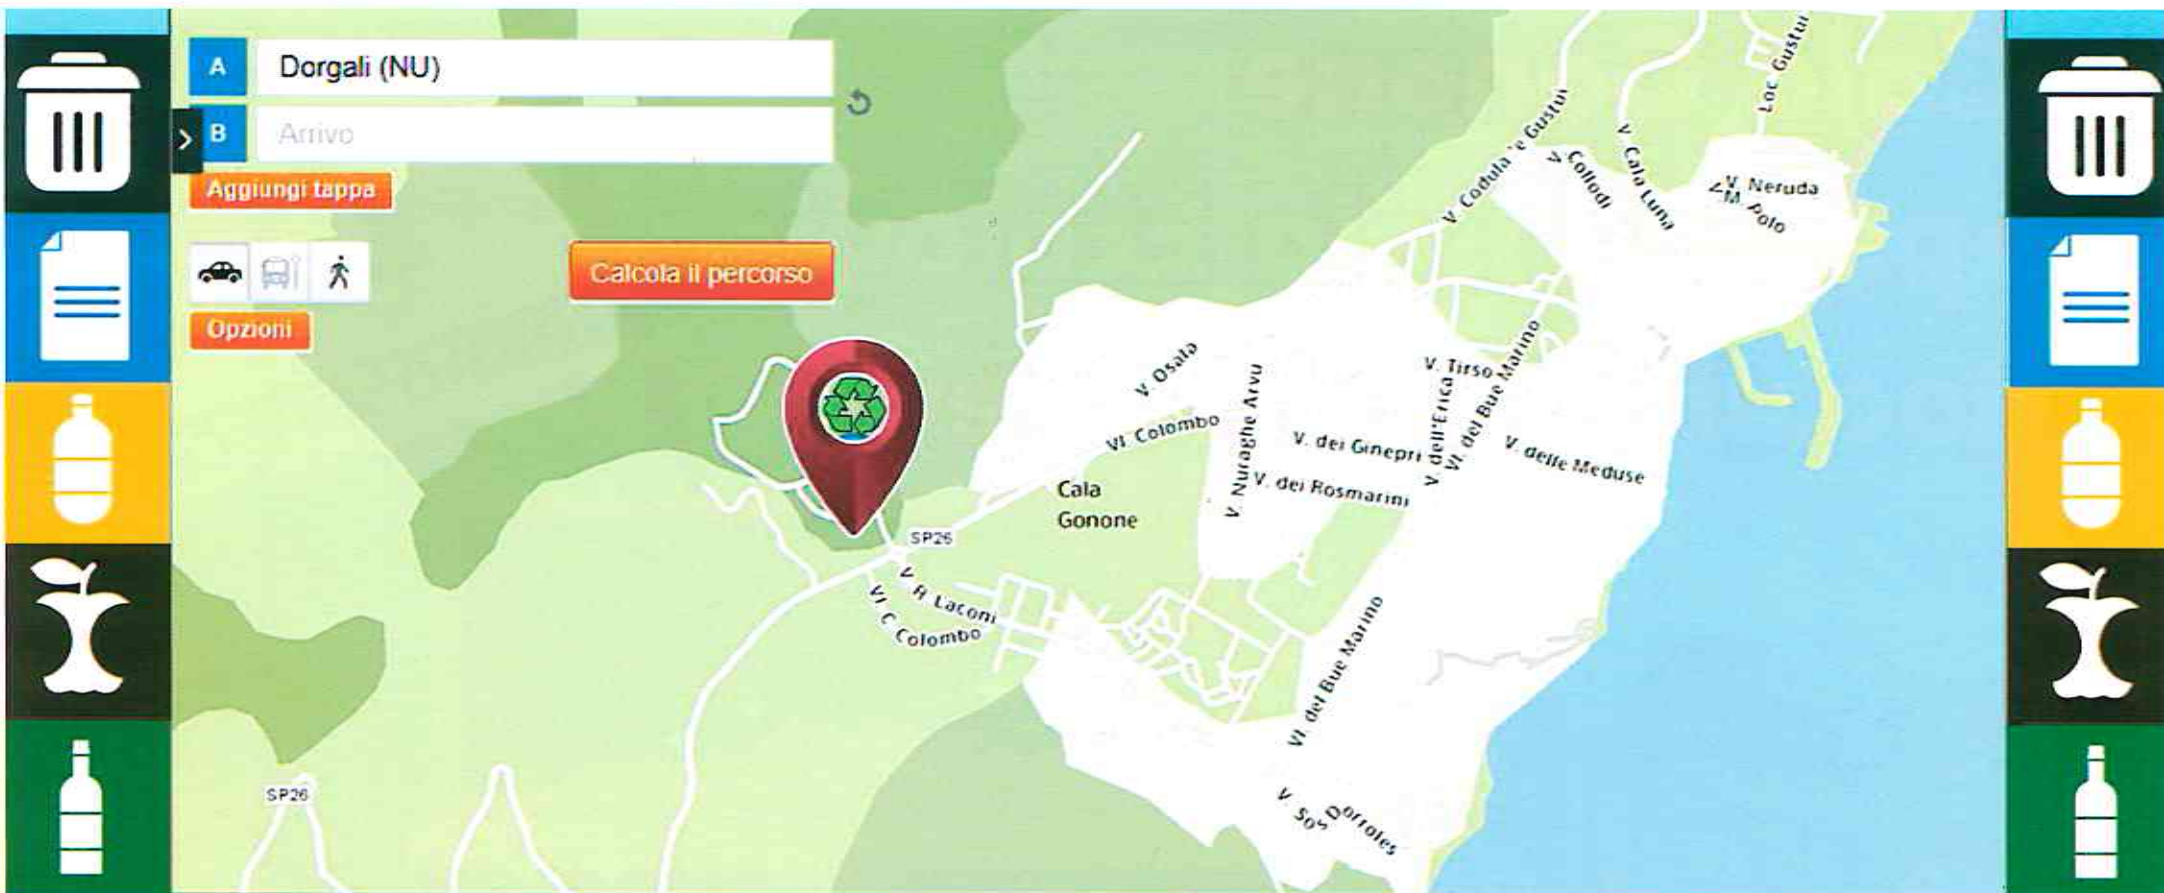 A
Dorgali (NU)
B
Arrivo
Aggiungi tappa
Calcola il percorso
Opzioni
Loc. Gustui
V. Codula 'e Gustui
V. Collodi
V. Cala Luna
V. Neruda
V. M. Polo
V. Osala
V. Tirso
Vl. Colombo
V. Nuraghe Arvu
V. dei Ginepri
V. dell'Erica
Vl. del Bue Marino
V. delle Meduse
V. dei Rosmarini
Cala
Gonone
SP26
V. R. Laconi
Vl. C Colombo
Vl. del Bue Marino
SP26
V. Sos Dorroles